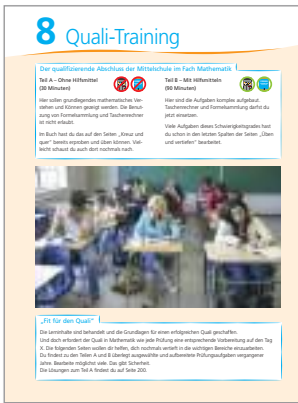 8 Quali-Training
Der qualifizierende Abschluss der Mittelschule im Fach Mathematik
Teil A – Ohne Hilfsmittel
(30 Minuten)
Hier sollen grundlegendes mathematisches Ver-
stehen und Können gezeigt werden. Die Benut-
zung von Formelsammlung und Taschenrechner
ist nicht erlaubt.
Im Buch hast du das auf den Seiten „Kreuz und
quer“ bereits erproben und üben können. Viel-
leicht schaust du auch dort nochmals nach.
Teil B – Mit Hilfsmitteln
(90 Minuten)
Hier sind die Aufgaben komplex aufgebaut.
Taschenrechner und Formelsammlung darfst du
jetzt einsetzen.
Viele Aufgaben dieses Schwierigkeitsgrades hast
du schon in den letzten Spalten der Seiten „Üben
und vertiefen“ bearbeitet.
„Fit für den Quali“
Die Lerninhalte sind behandelt und die Grundlagen für einen erfolgreichen Quali geschaffen.
Und doch erfordert der Quali in Mathematik wie jede Prüfung eine entsprechende Vorbereitung auf den Tag
X. Die folgenden Seiten wollen dir helfen, dich nochmals vertieft in die wichtigen Bereiche einzuarbeiten.
Du findest zu den Teilen A und B überlegt ausgewählte und aufbereitete Prüfungsaufgaben vergangener
Jahre. Bearbeite möglichst viele. Das gibt Sicherheit.
Die Lösungen zum Teil A findest du auf Seite 200.